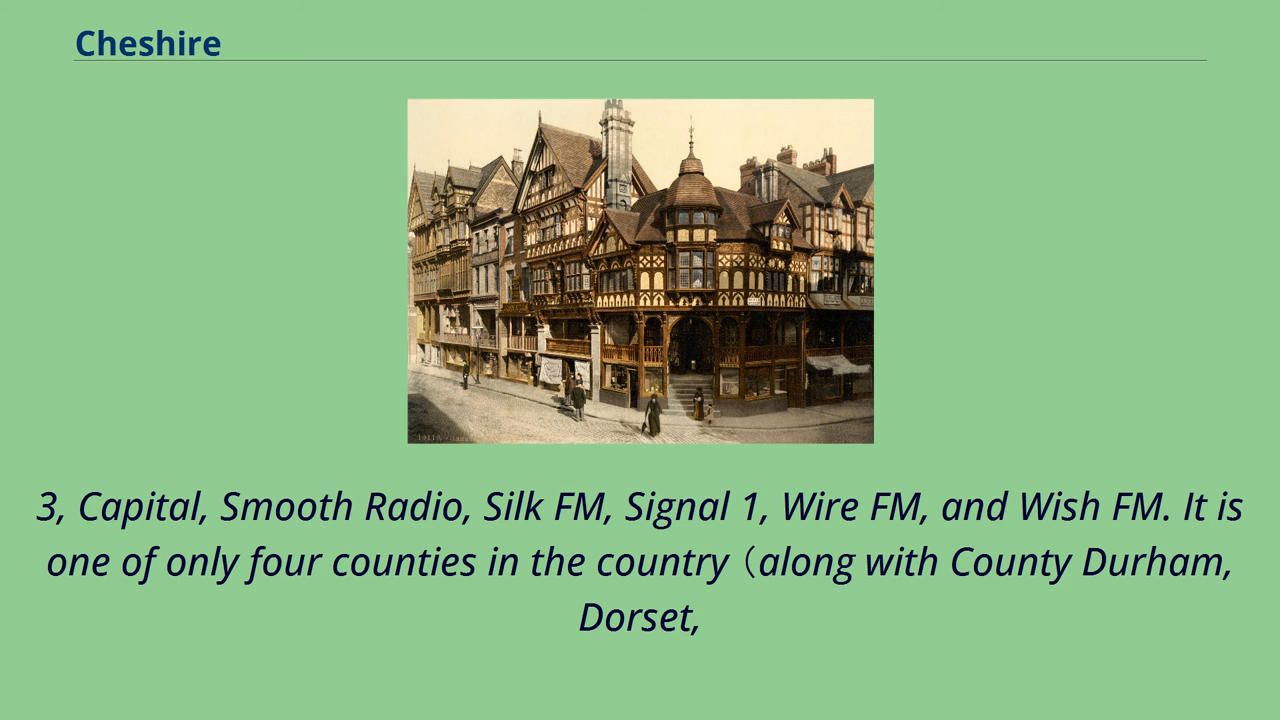 Cheshire
3, Capital, Smooth Radio, Silk FM, Signal 1, Wire FM, and Wish FM. It is
one of only four counties in the country （along with County Durham,
Dorset,